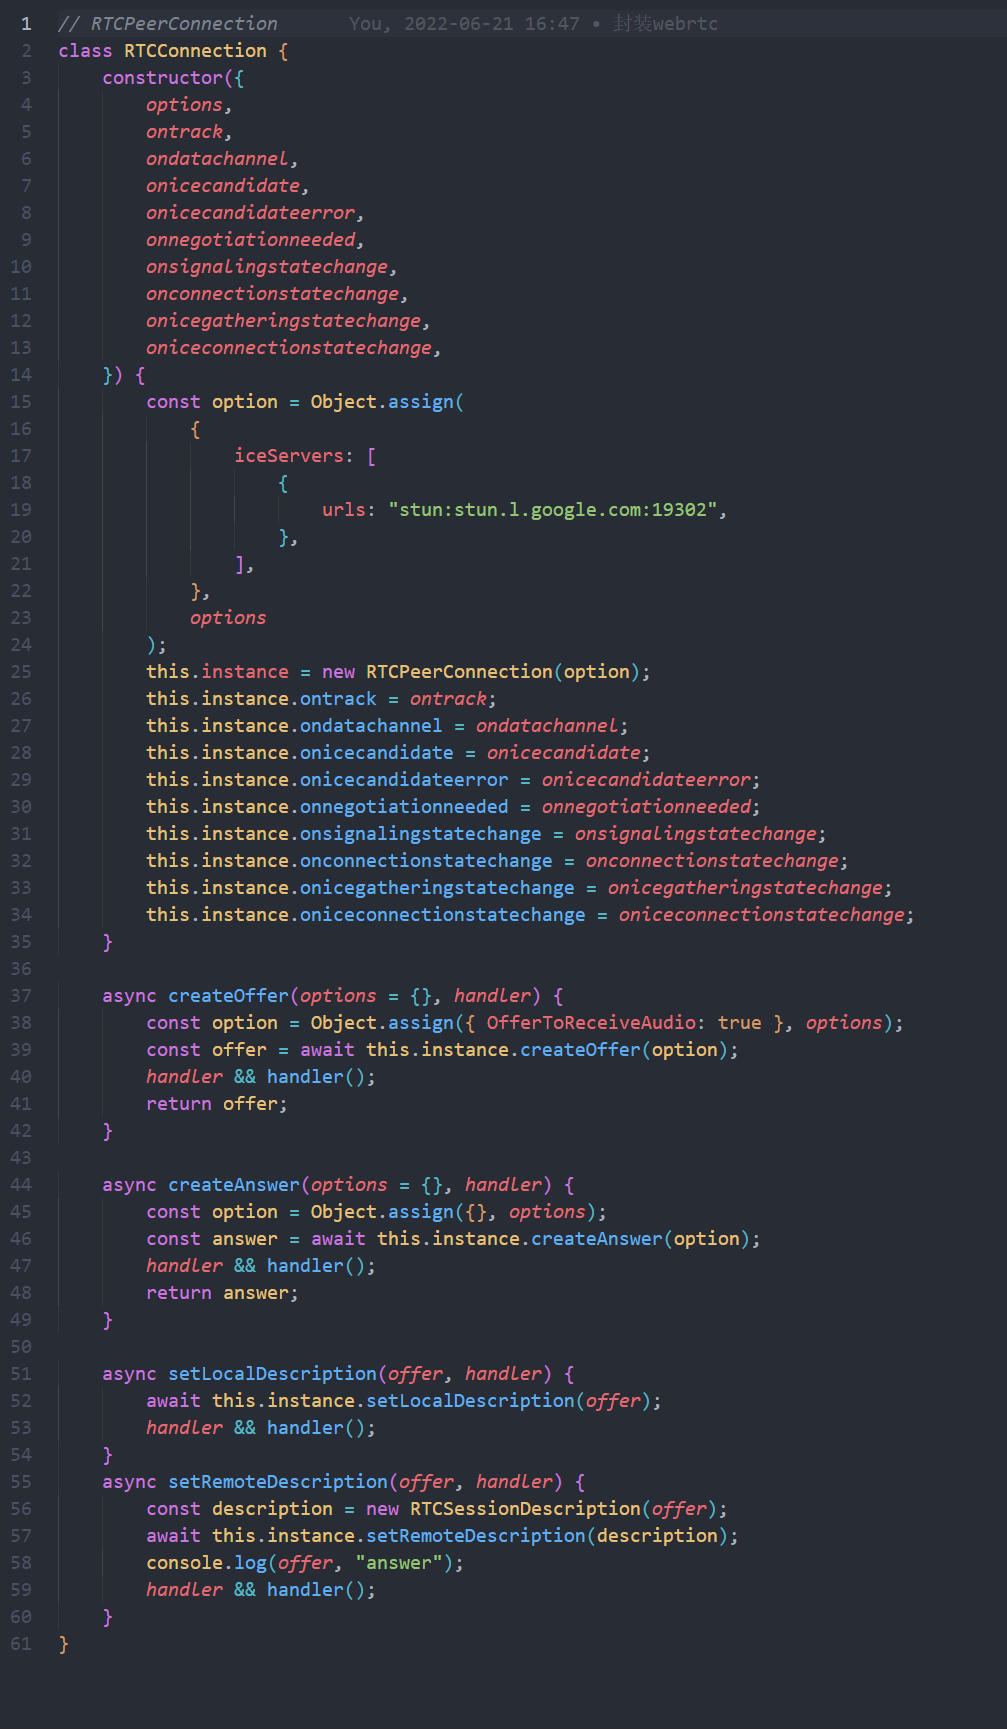 1 // RTCPeerConnection You, 2022-06-21 16:47 • 封装webrtc
2 class RTCConnection {
3 constructor({
4 options,
5 ontrack,
6 ondatachannel,
7 onicecandidate,
8 onicecandidateerror,
9 onnegotiationneeded,
10 onsignalingstatechange,
11 onconnectionstatechange,
12 onicegatheringstatechange,
13 oniceconnectionstatechange,
14 }) {
15 const option = Object.assign(
16 {
17 iceServers: [
18 {
19 urls: "stun:stun.l.google.com:19302",
20 },
21 ],
22 },
23 options
24 );
25 this.instance = new RTCPeerConnection(option);
26 this.instance.ontrack = ontrack;
27 this.instance.ondatachannel = ondatachannel;
28 this.instance.onicecandidate = onicecandidate;
29 this.instance.onicecandidateerror = onicecandidateerror;
30 this.instance.onnegotiationneeded = onnegotiationneeded;
31 this.instance.onsignalingstatechange = onsignalingstatechange;
32 this.instance.onconnectionstatechange = onconnectionstatechange;
33 this.instance.onicegatheringstatechange = onicegatheringstatechange;
34 this.instance.oniceconnectionstatechange = oniceconnectionstatechange;
35 }
36
37 async createOffer(options = {}, handler) {
38 const option = Object.assign({ OfferToReceiveAudio: true }, options);
39 const offer = await this.instance.createOffer(option);
40 handler && handler();
41 return offer;
42 }
43
44 async createAnswer(options = {}, handler) {
45 const option = Object.assign({}, options);
46 const answer = await this.instance.createAnswer(option);
47 handler && handler();
48 return answer;
49 }
50
51 async setLocalDescription(offer, handler) {
52 await this.instance.setLocalDescription(offer);
53 handler && handler();
54 }
55 async setRemoteDescription(offer, handler) {
56 const description = new RTCSessionDescription(offer);
57 await this.instance.setRemoteDescription(description);
58 console.log(offer, "answer");
59 handler && handler();
60 }
61 }